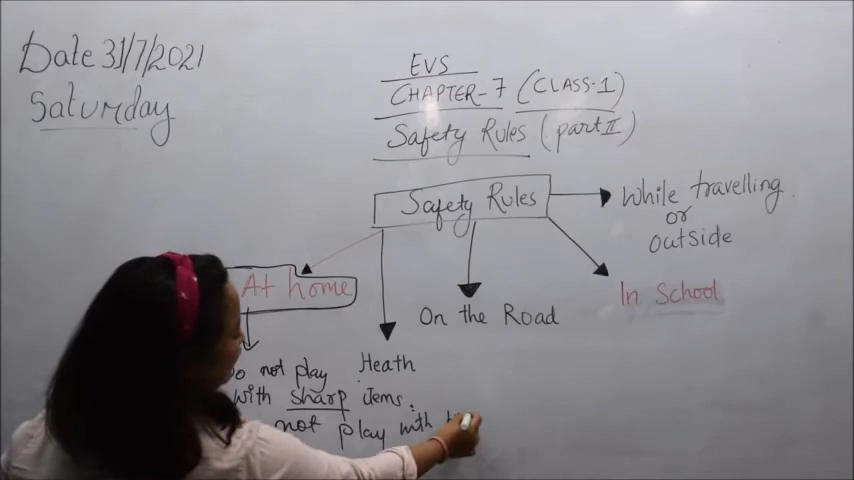 Date 31/7/2021
Saturday
EVS
CHAPTER-7 (CLASS-1)
Safety Rules (part II)
Safety Rules
While travelling
or
outside
At home
In School
On the Road
Heath
Do not play
with sharp items.
not play with